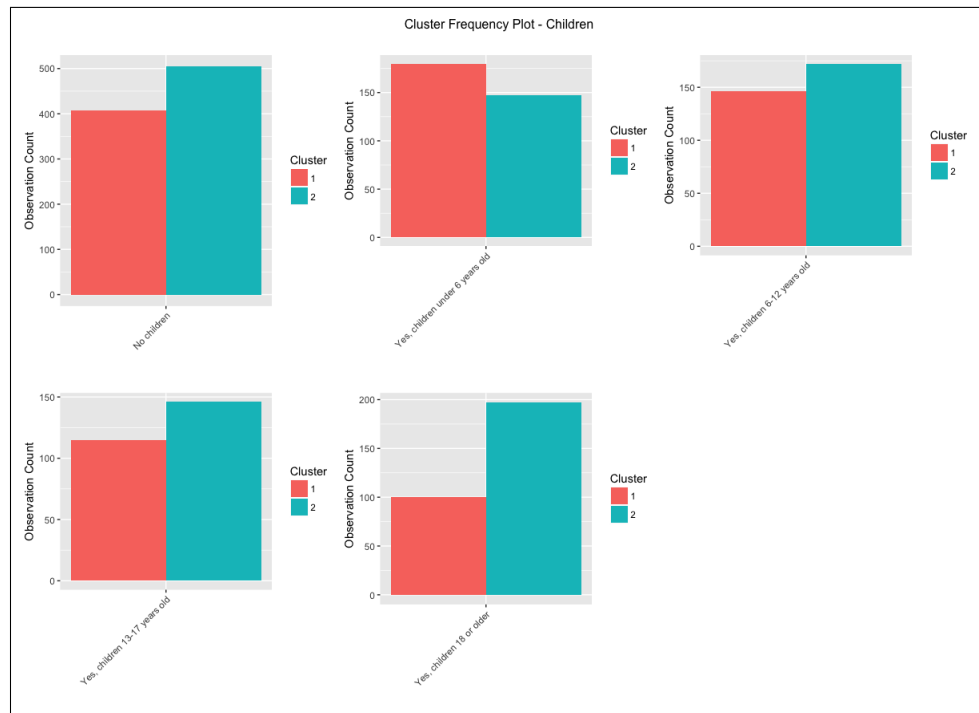 Cluster Frequency Plot - Children
Observation Count
500
400
300
200
100
0
No children
Cluster
1
2
Observation Count
150
100
50
0
Yes, children under 6 years old
Cluster
1
2
Observation Count
150
100
50
0
Yes, children 6-12 years old
Cluster
1
2
Observation Count
150
100
50
0
Yes, children 13-17 years old
Cluster
1
2
Observation Count
200
150
100
50
0
Yes, children 18 or older
Cluster
1
2